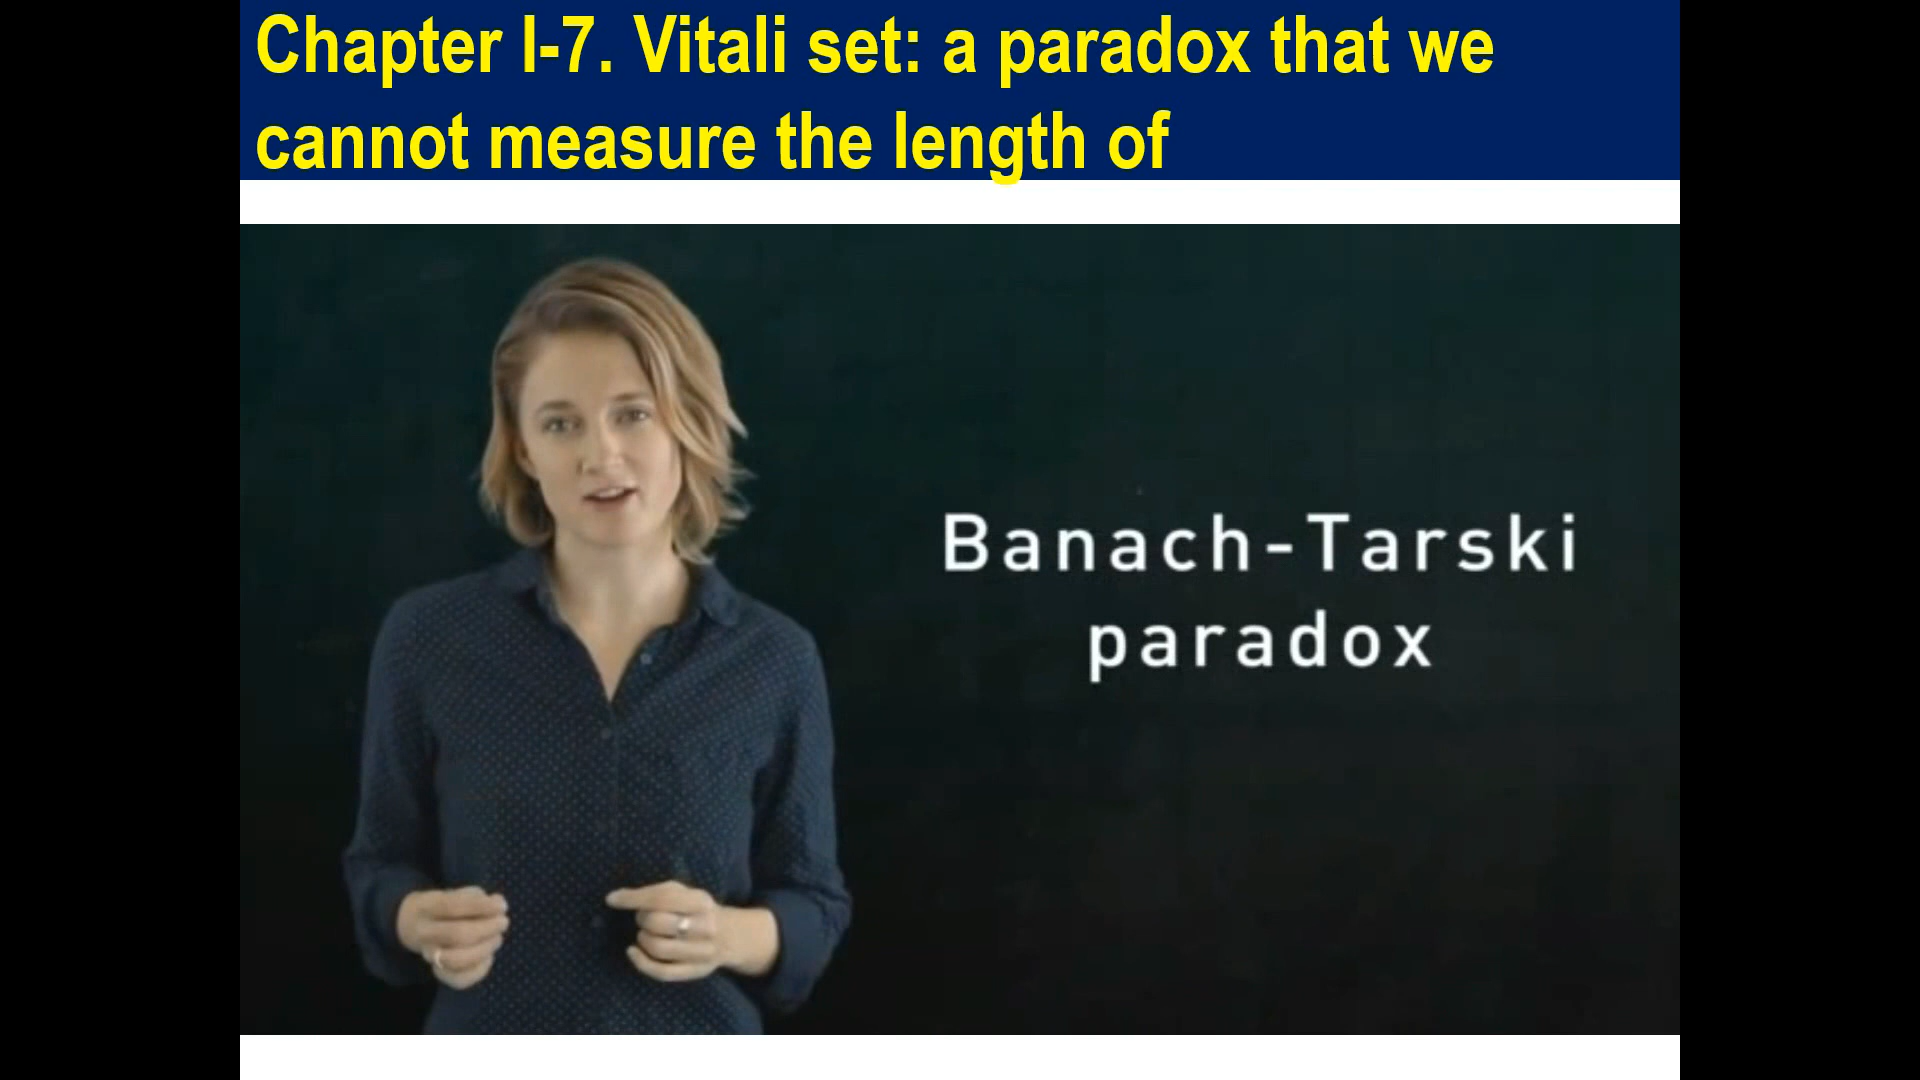 Chapter I-7. Vitali set: a paradox that we
cannot measure the length of
Banach-Tarski
paradox